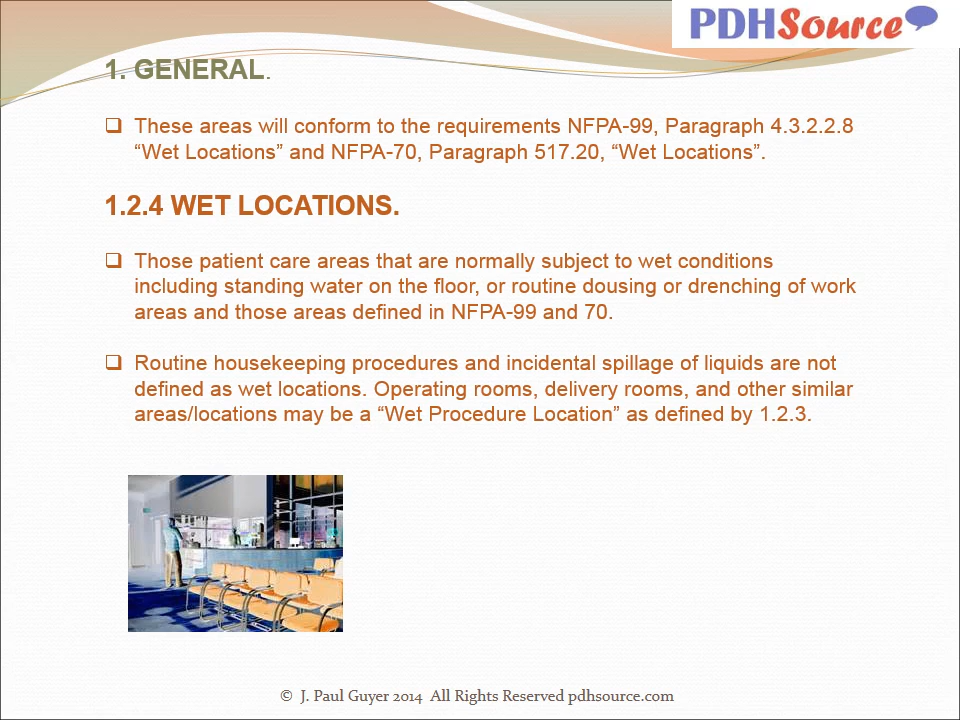 PDHSource
1. GENERAL.
❑ These areas will conform to the requirements NFPA-99, Paragraph 4.3.2.2.8
“Wet Locations” and NFPA-70, Paragraph 517.20, “Wet Locations”.
1.2.4 WET LOCATIONS.
❑ Those patient care areas that are normally subject to wet conditions
including standing water on the floor, or routine dousing or drenching of work
areas and those areas defined in NFPA-99 and 70.
❑ Routine housekeeping procedures and incidental spillage of liquids are not
defined as wet locations. Operating rooms, delivery rooms, and other similar
areas/locations may be a “Wet Procedure Location” as defined by 1.2.3.
© J. Paul Guyer 2014 All Rights Reserved pdhsource.com